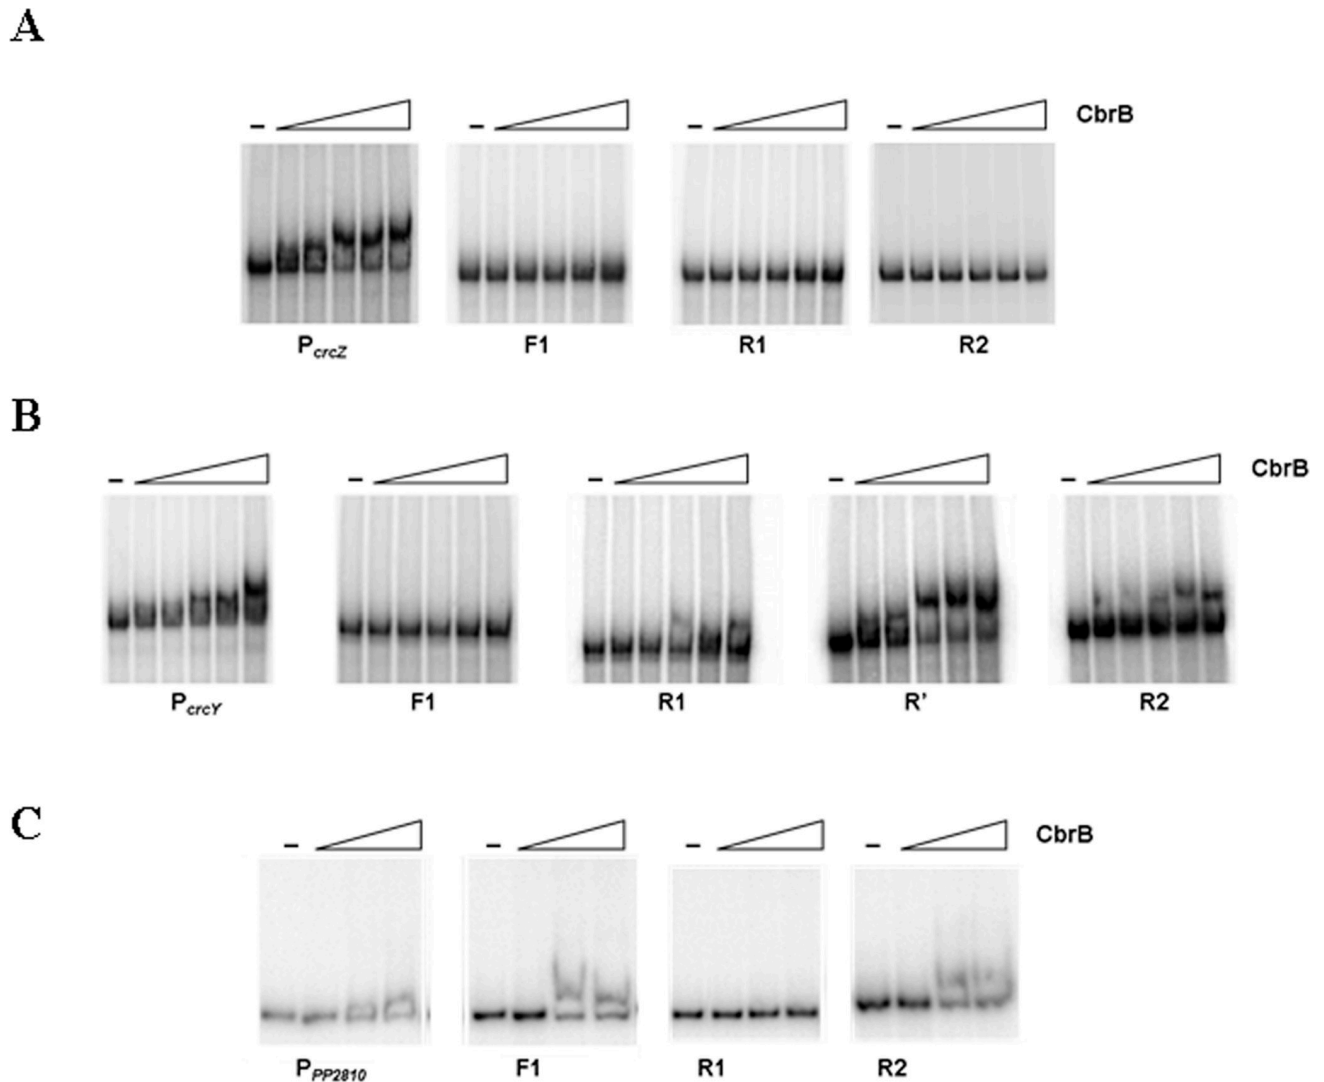 A
– – – – CbrB
PcrcZ F1 R1 R2
B
– – – – – CbrB
PcrcY F1 R1 R’ R2
C
– – – – CbrB
PPP2810 F1 R1 R2